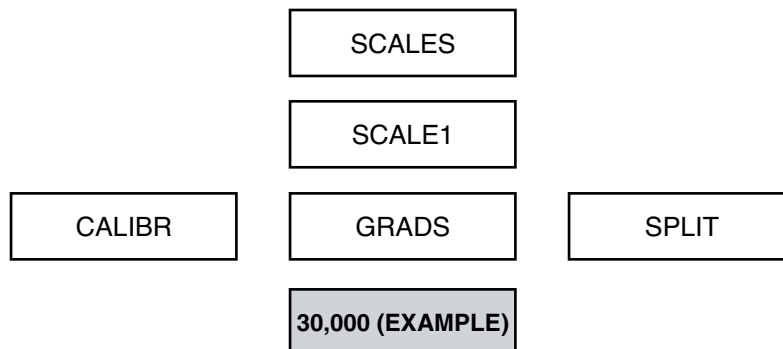 SCALES
SCALE1
CALIBR GRADS SPLIT
30,000 (EXAMPLE)